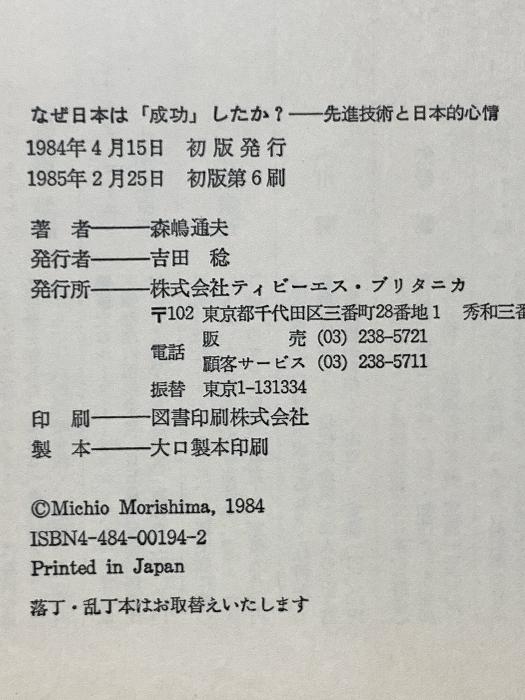 なぜ日本は「成功」したか？――先進技術と日本的心情
1984年4月15日　初版発行
1985年2月25日　初版第6刷
著　者―――森嶋通夫
発行者―――吉田　稔
発行所―――株式会社ティビーエス・ブリタニカ
〒102 東京都千代田区三番町28番地1　秀和三番
電話　販　　　売 (03) 238-5721
顧客サービス (03) 238-5711
振替　東京1-131334
印　刷―――図書印刷株式会社
製　本―――大口製本印刷
©Michio Morishima, 1984
ISBN4-484-00194-2
Printed in Japan
落丁・乱丁本はお取替えいたします